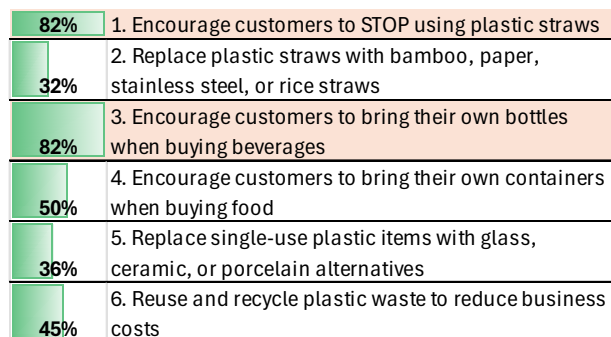 82% 1. Encourage customers to STOP using plastic straws
2. Replace plastic straws with bamboo, paper,
32% stainless steel, or rice straws
3. Encourage customers to bring their own bottles
82% when buying beverages
4. Encourage customers to bring their own containers
50% when buying food
5. Replace single-use plastic items with glass,
36% ceramic, or porcelain alternatives
6. Reuse and recycle plastic waste to reduce business
45% costs